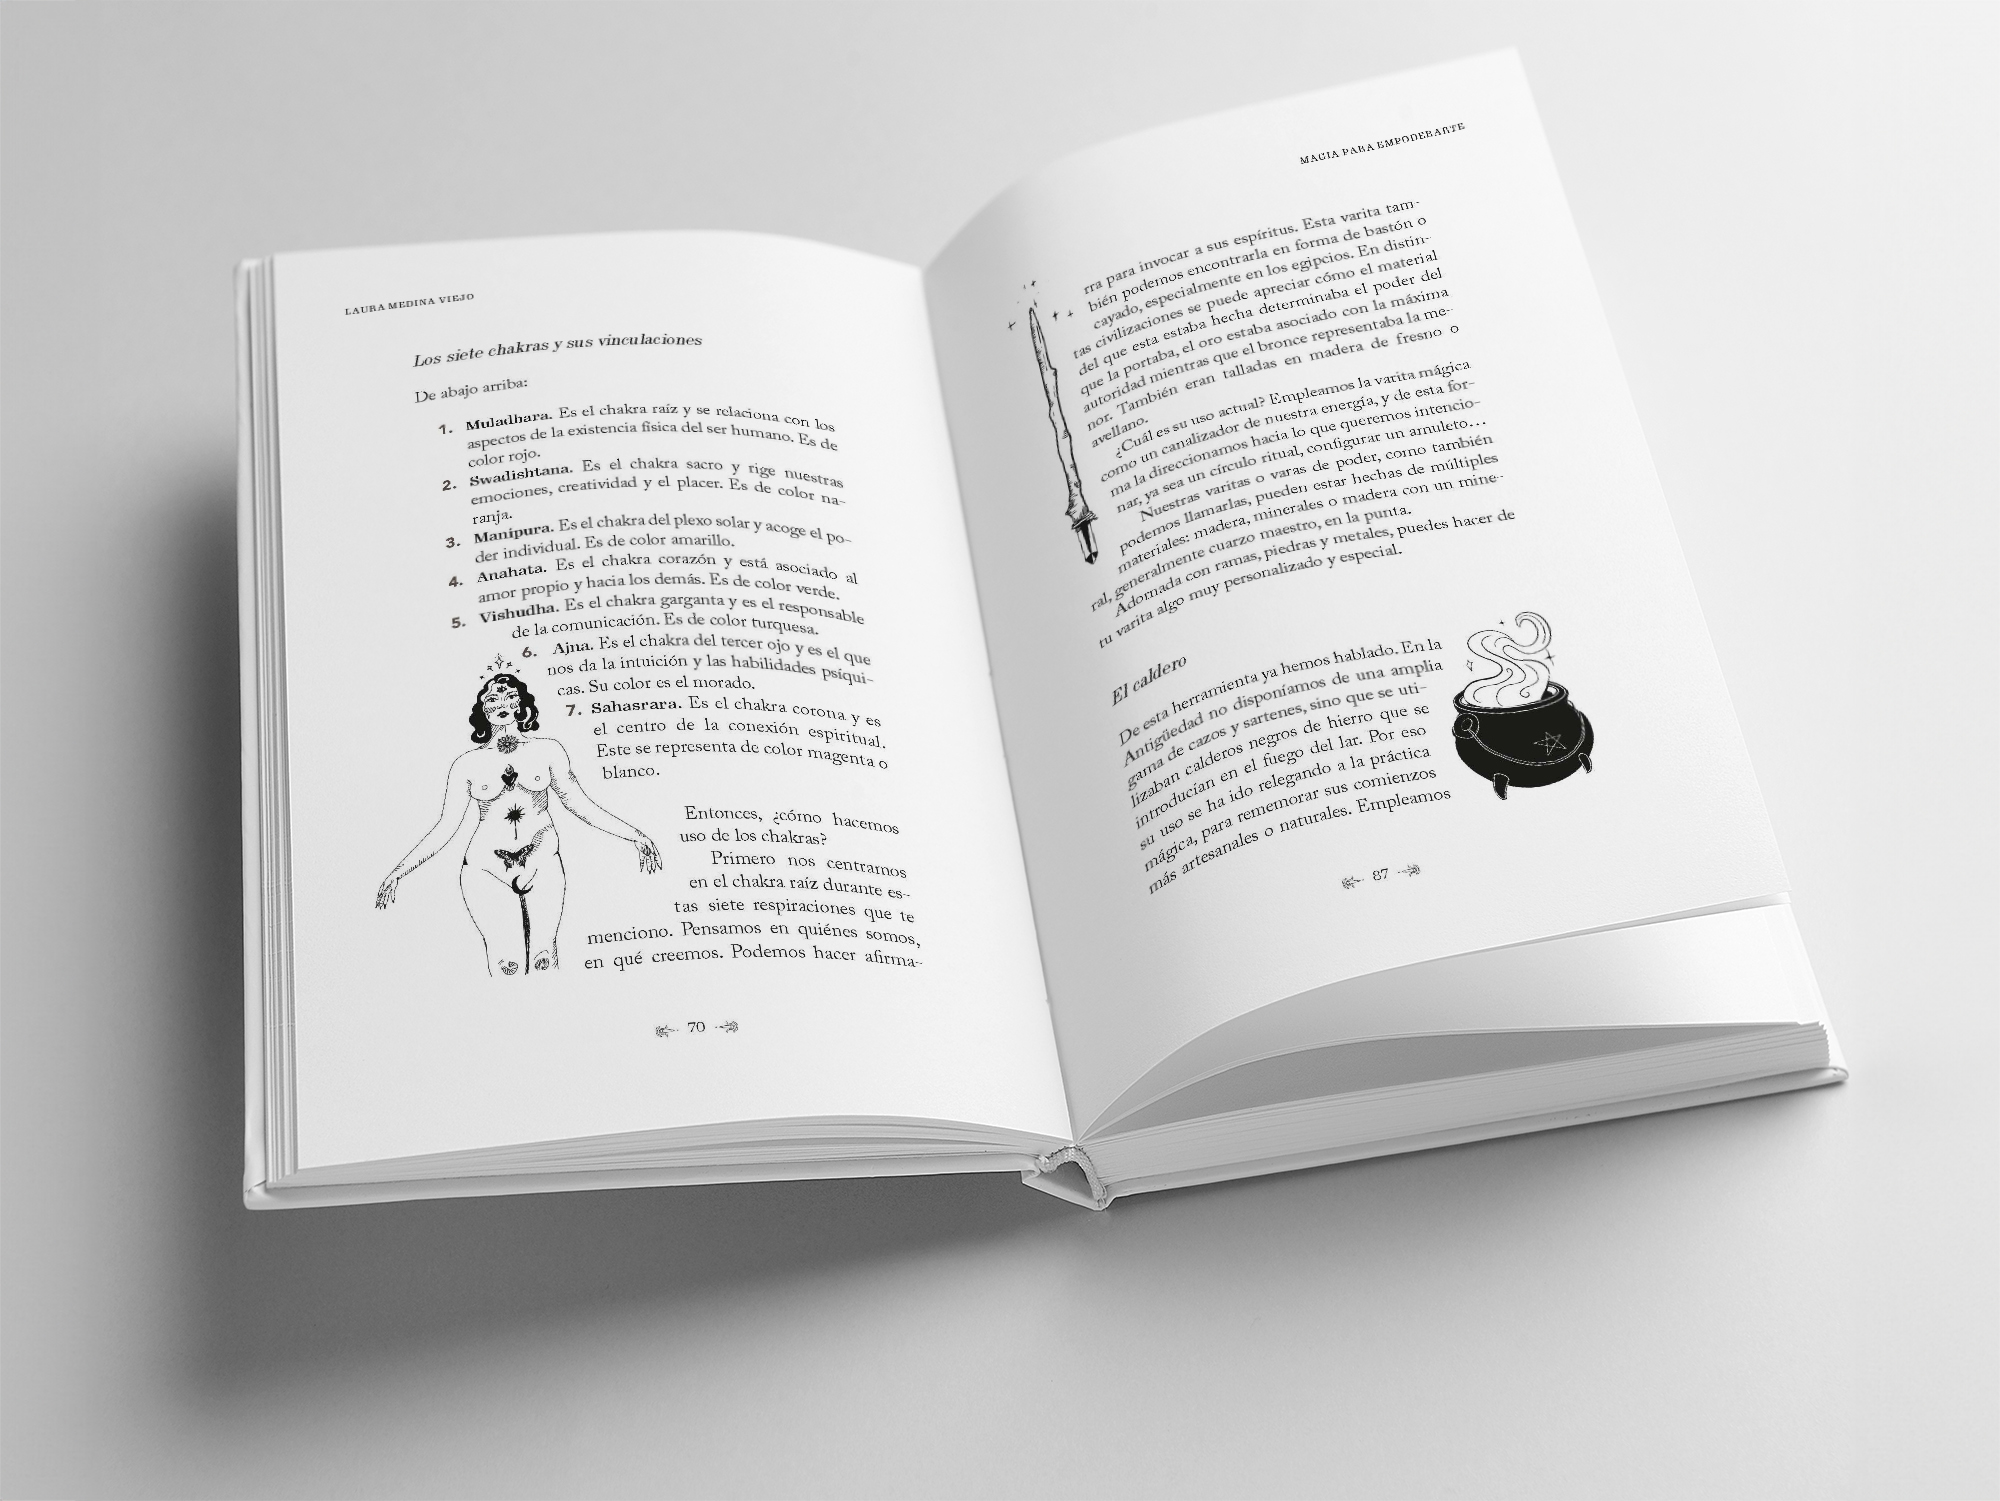 LAURA MEDINA VIEJO
Los siete chakras y sus vinculaciones
De abajo arriba:
1. Muladhara. Es el chakra raíz y se relaciona con los
aspectos de la existencia física del ser humano. Es de
color rojo.
2. Swadishtana. Es el chakra sacro y rige nuestras
emociones, creatividad y el placer. Es de color na-
ranja.
3. Manipura. Es el chakra del plexo solar y acoge el po-
der individual. Es de color amarillo.
4. Anahata. Es el chakra corazón y está asociado al
amor propio y hacia los demás. Es de color verde.
5. Vishudha. Es el chakra garganta y es el responsable
de la comunicación. Es de color turquesa.
6. Ajna. Es el chakra del tercer ojo y es el que
nos da la intuición y las habilidades psíqui-
cas. Su color es el morado.
7. Sahasrara. Es el chakra corona y es
el centro de la conexión espiritual.
Este se representa de color magenta o
blanco.
Entonces, ¿cómo hacemos
uso de los chakras?
Primero nos centramos
en el chakra raíz durante es-
tas siete respiraciones que te
menciono. Pensamos en quiénes somos,
en qué creemos. Podemos hacer afirma-
70
MAGIA PARA EMPODERARTE
rra para invocar a sus espíritus. Esta varita tam-
bién podemos encontrarla en forma de bastón o
cayado, especialmente en los egipcios. En distin-
tas civilizaciones se puede apreciar cómo el material
del que esta estaba hecha determinaba el poder del
que la portaba, el oro estaba asociado con la máxima
autoridad mientras que el bronce representaba la me-
nor. También eran talladas en madera de fresno o
avellano.
¿Cuál es su uso actual? Empleamos la varita mágica
como un canalizador de nuestra energía, y de esta for-
ma la direccionamos hacia lo que queremos intencio-
nar, ya sea un círculo ritual, configurar un amuleto…
Nuestras varitas o varas de poder, como también
podemos llamarlas, pueden estar hechas de múltiples
materiales: madera, minerales o madera con un mine-
ral, generalmente cuarzo maestro, en la punta.
Adornada con ramas, piedras y metales, puedes hacer de
tu varita algo muy personalizado y especial.
El caldero
De esta herramienta ya hemos hablado. En la
Antigüedad no disponíamos de una amplia
gama de cazos y sartenes, sino que se uti-
lizaban calderos negros de hierro que se
introducían en el fuego del lar. Por eso
su uso se ha ido relegando a la práctica
mágica, para rememorar sus comienzos
más artesanales o naturales. Empleamos
87